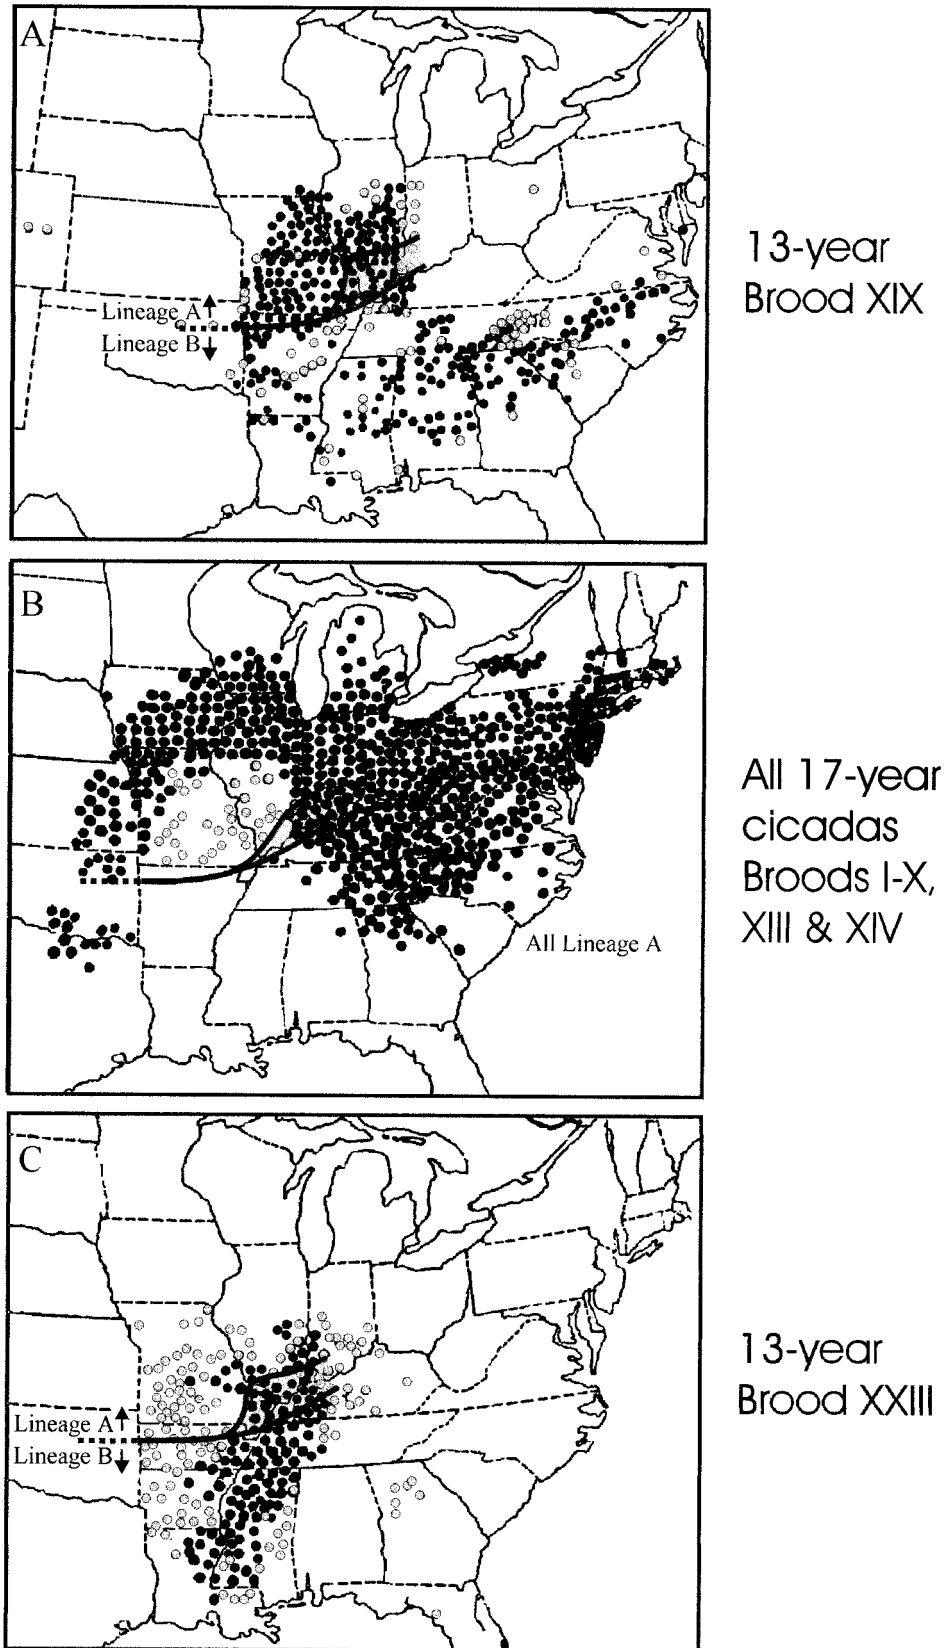 A
Lineage A
Lineage B
13-year
Brood XIX
B
All Lineage A
All 17-year
cicadas
Broods I-X,
XIII & XIV
C
Lineage A
Lineage B
13-year
Brood XXIII